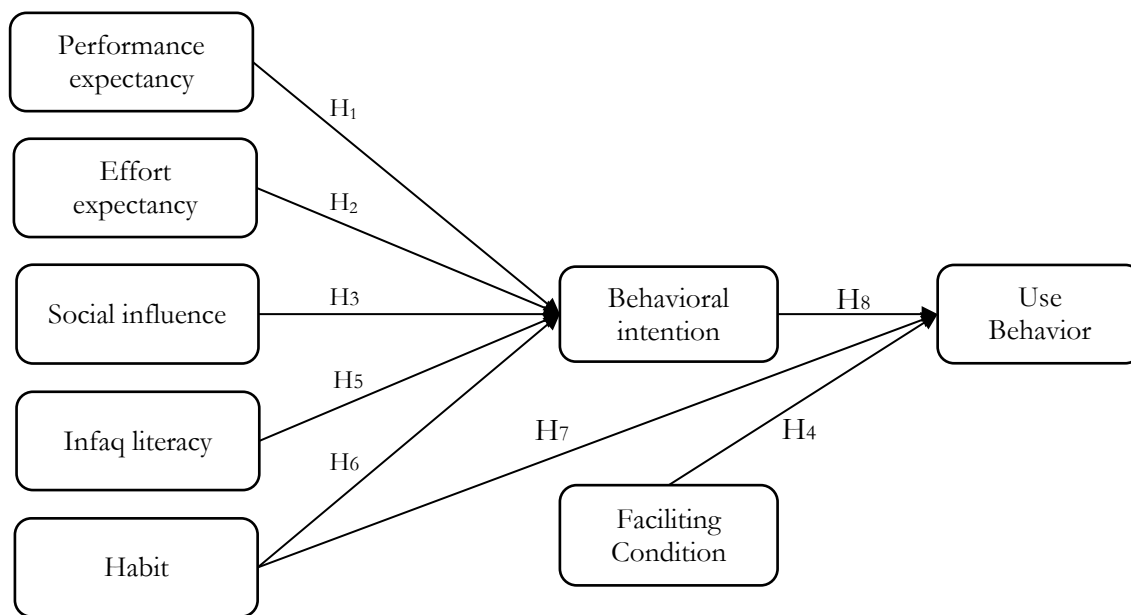 Performance
expectancy
H1
Effort
expectancy
H2
Social influence
H3
Behavioral
intention
H8
Use
Behavior
Infaq literacy
H5
H6
H7
H4
Habit
Faciliting
Condition